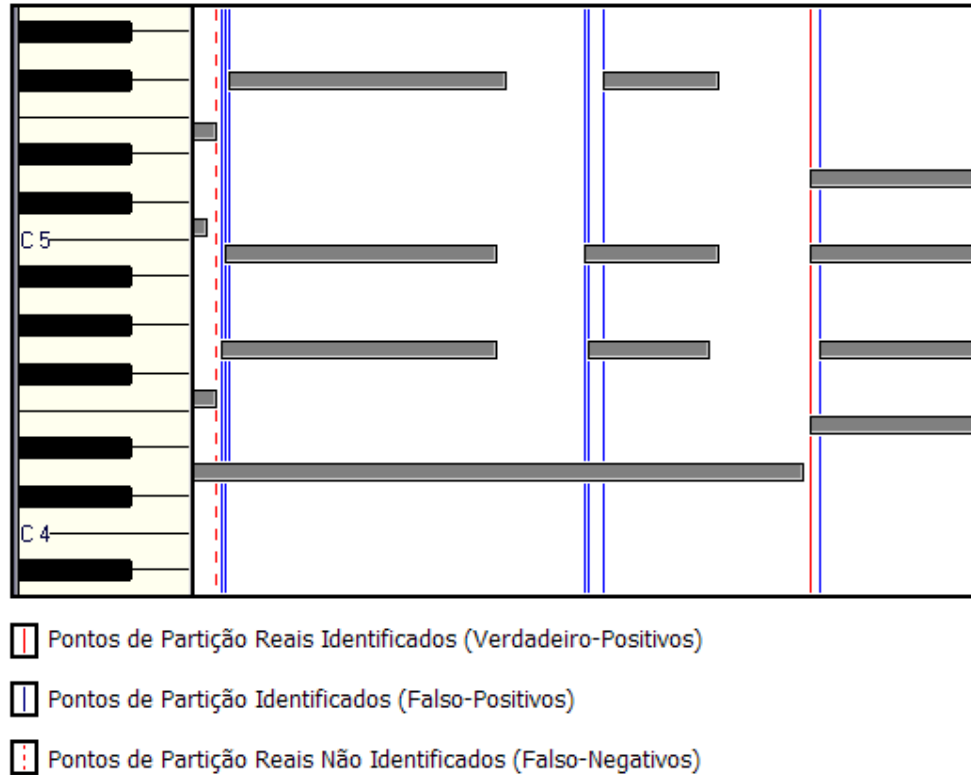 C 5
C 4
Pontos de Partição Reais Identificados (Verdadeiro-Positivos)
Pontos de Partição Identificados (Falso-Positivos)
Pontos de Partição Reais Não Identificados (Falso-Negativos)